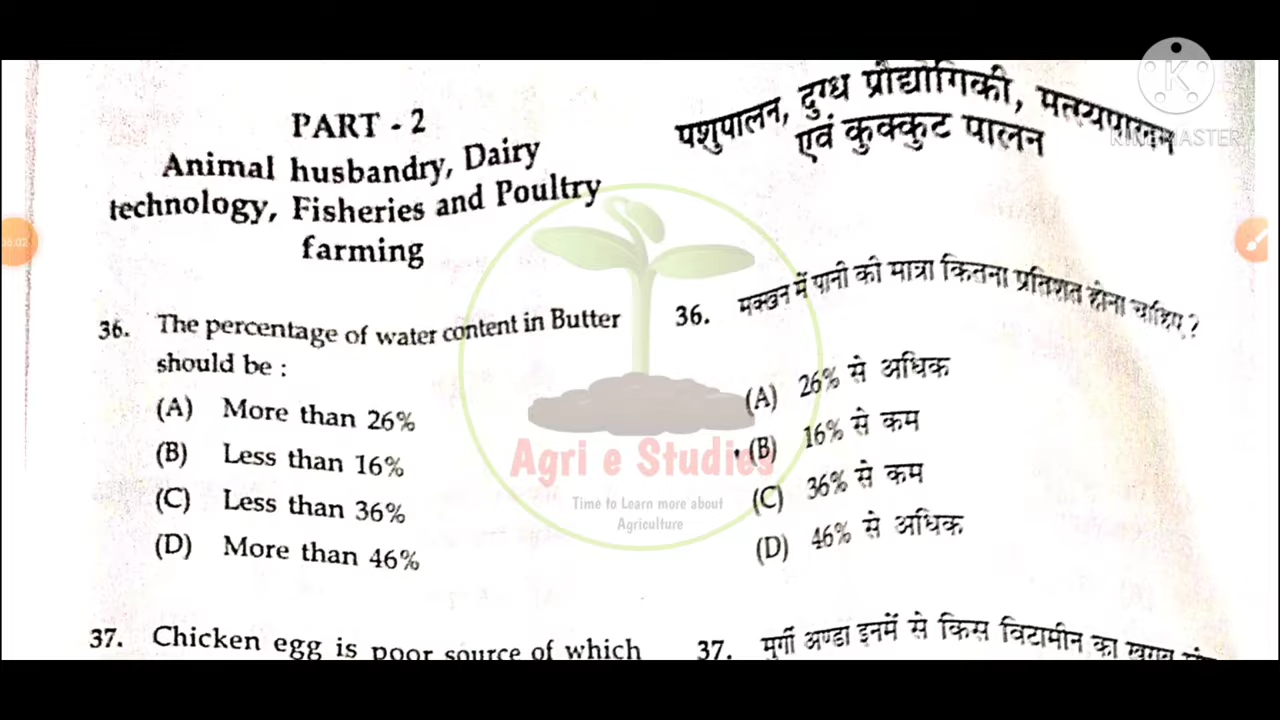 PART - 2
Animal husbandry, Dairy
technology, Fisheries and Poultry
farming
36. The percentage of water content in Butter
should be :
(A) More than 26%
(B) Less than 16%
(C) Less than 36%
(D) More than 46%
37. Chicken egg is poor source of which
पशुपालन, दुग्ध प्रौद्योगिकी,
एवं कुक्कुट पालन
36. मक्खन में पानी की मात्रा कितना प्रतिशत होना चाहिए ?
(A) 26% से अधिक
(B) 16% से कम
(C) 36% से कम
(D) 46% से अधिक
37. मुर्गी अण्डा इनमें से किस विटामीन का
Agri e Studies
Time to Learn more about
Agriculture
KINEMASTER